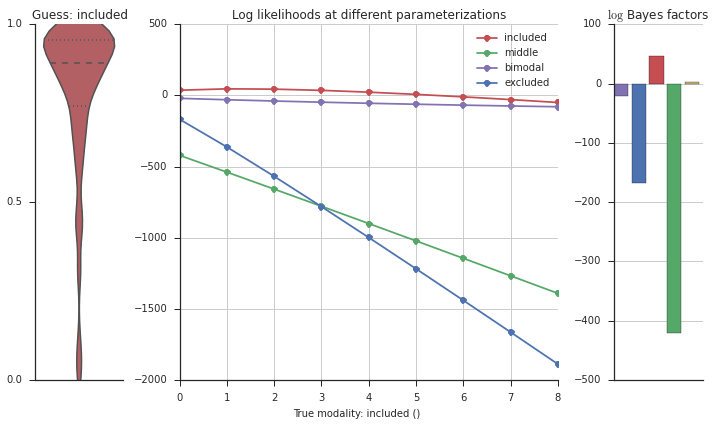 Guess: included
Log likelihoods at different parameterizations
log Bayes factors
1.0
0.5
0.0
500
0
−500
−1000
−1500
−2000
included
middle
bimodal
excluded
0 1 2 3 4 5 6 7 8
True modality: included ()
100
0
−100
−200
−300
−400
−500